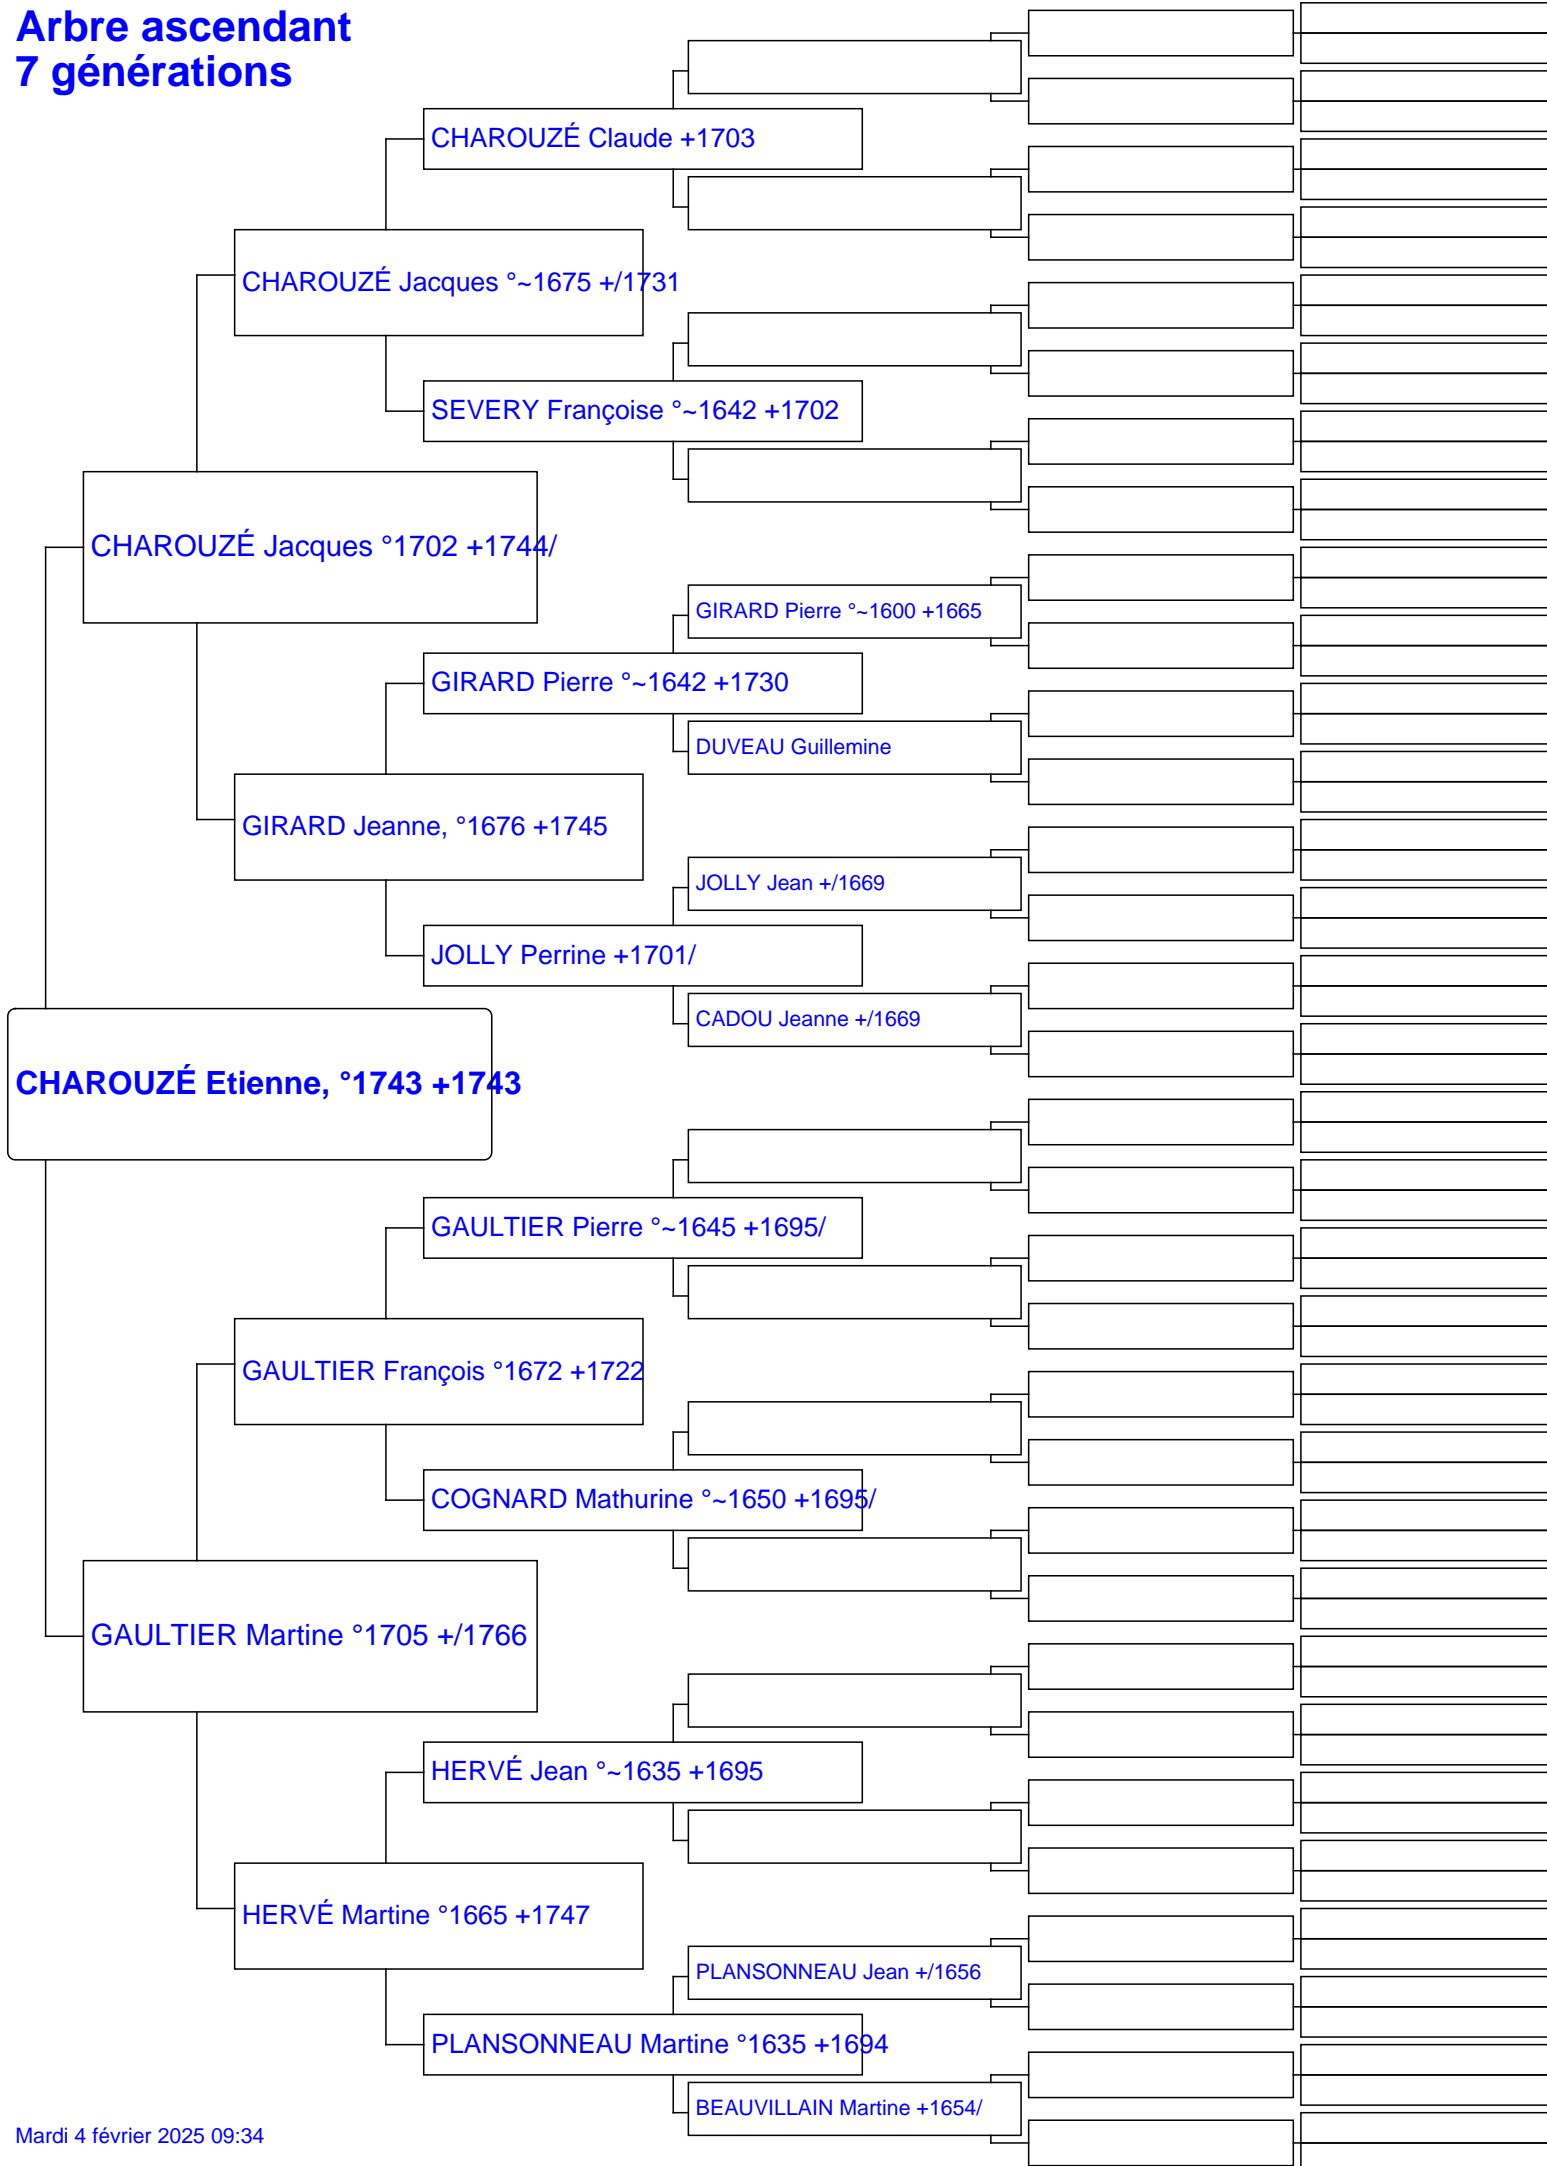 Arbre ascendant
7 générations
CHAROUZÉ Claude +1703
CHAROUZÉ Jacques °~1675 +/1731
SEVERY Françoise °~1642 +1702
CHAROUZÉ Jacques °1702 +1744/
GIRARD Pierre °~1600 +1665
GIRARD Pierre °~1642 +1730
DUVEAU Guillemine
GIRARD Jeanne, °1676 +1745
JOLLY Jean +/1669
JOLLY Perrine +1701/
CADOU Jeanne +/1669
CHAROUZÉ Etienne, °1743 +1743
GAULTIER Pierre °~1645 +1695/
GAULTIER François °1672 +1722
COGNARD Mathurine °~1650 +1695/
GAULTIER Martine °1705 +/1766
HERVÉ Jean °~1635 +1695
HERVÉ Martine °1665 +1747
PLANSONNEAU Jean +/1656
PLANSONNEAU Martine °1635 +1694
BEAUVILLAIN Martine +1654/
Mardi 4 février 2025 09:34